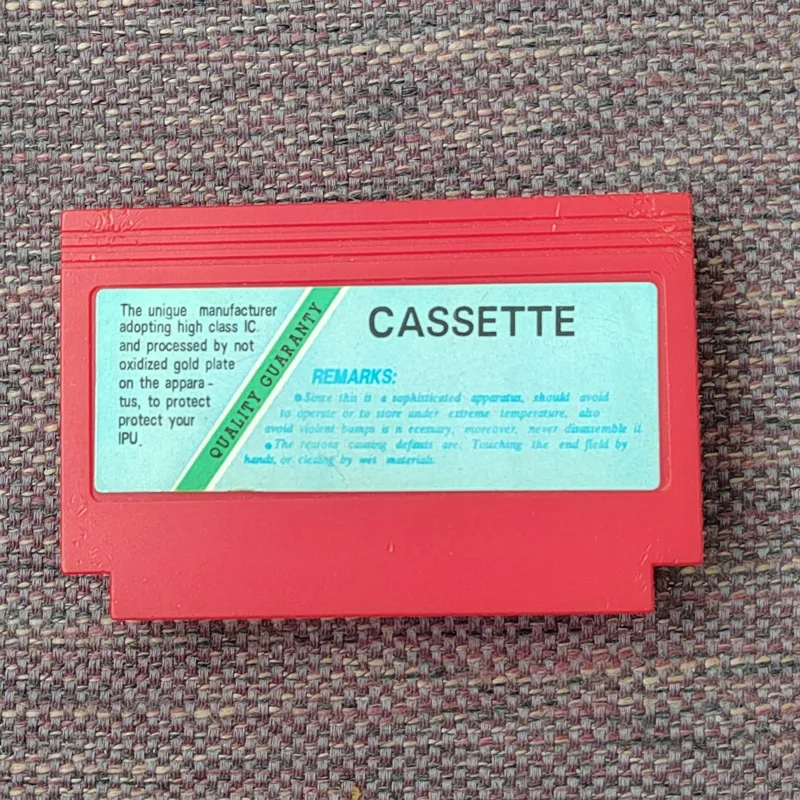 The unique manufacturer
adopting high class IC.
and processed by not
oxidized gold plate
on the appara-
tus, to protect
protect your
IPU.
QUALITY GUARANTY
CASSETTE
REMARKS:
●Since this is a sophisticated apparatus, should avoid
to operate or to store under extreme temperature, also
avoid violent bumps is n ecessary, moreover, never disassemble it
●The reasons causing defauts are: Touching the end field by
hands, or clealing by wet materials.